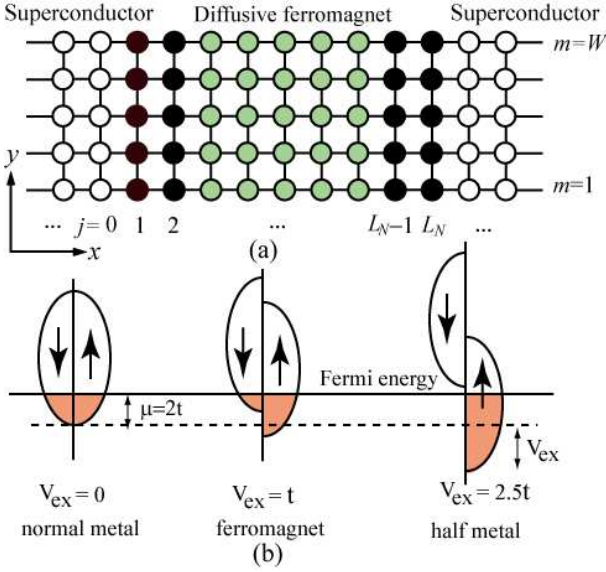 Superconductor Diffusive ferromagnet Superconductor
m=W
y
m=1
... j=0 1 2 ... L_N−1 L_N ...
x
(a)
Fermi energy
μ=2t
V_ex
V_ex = 0 V_ex = t V_ex = 2.5t
normal metal ferromagnet half metal
(b)